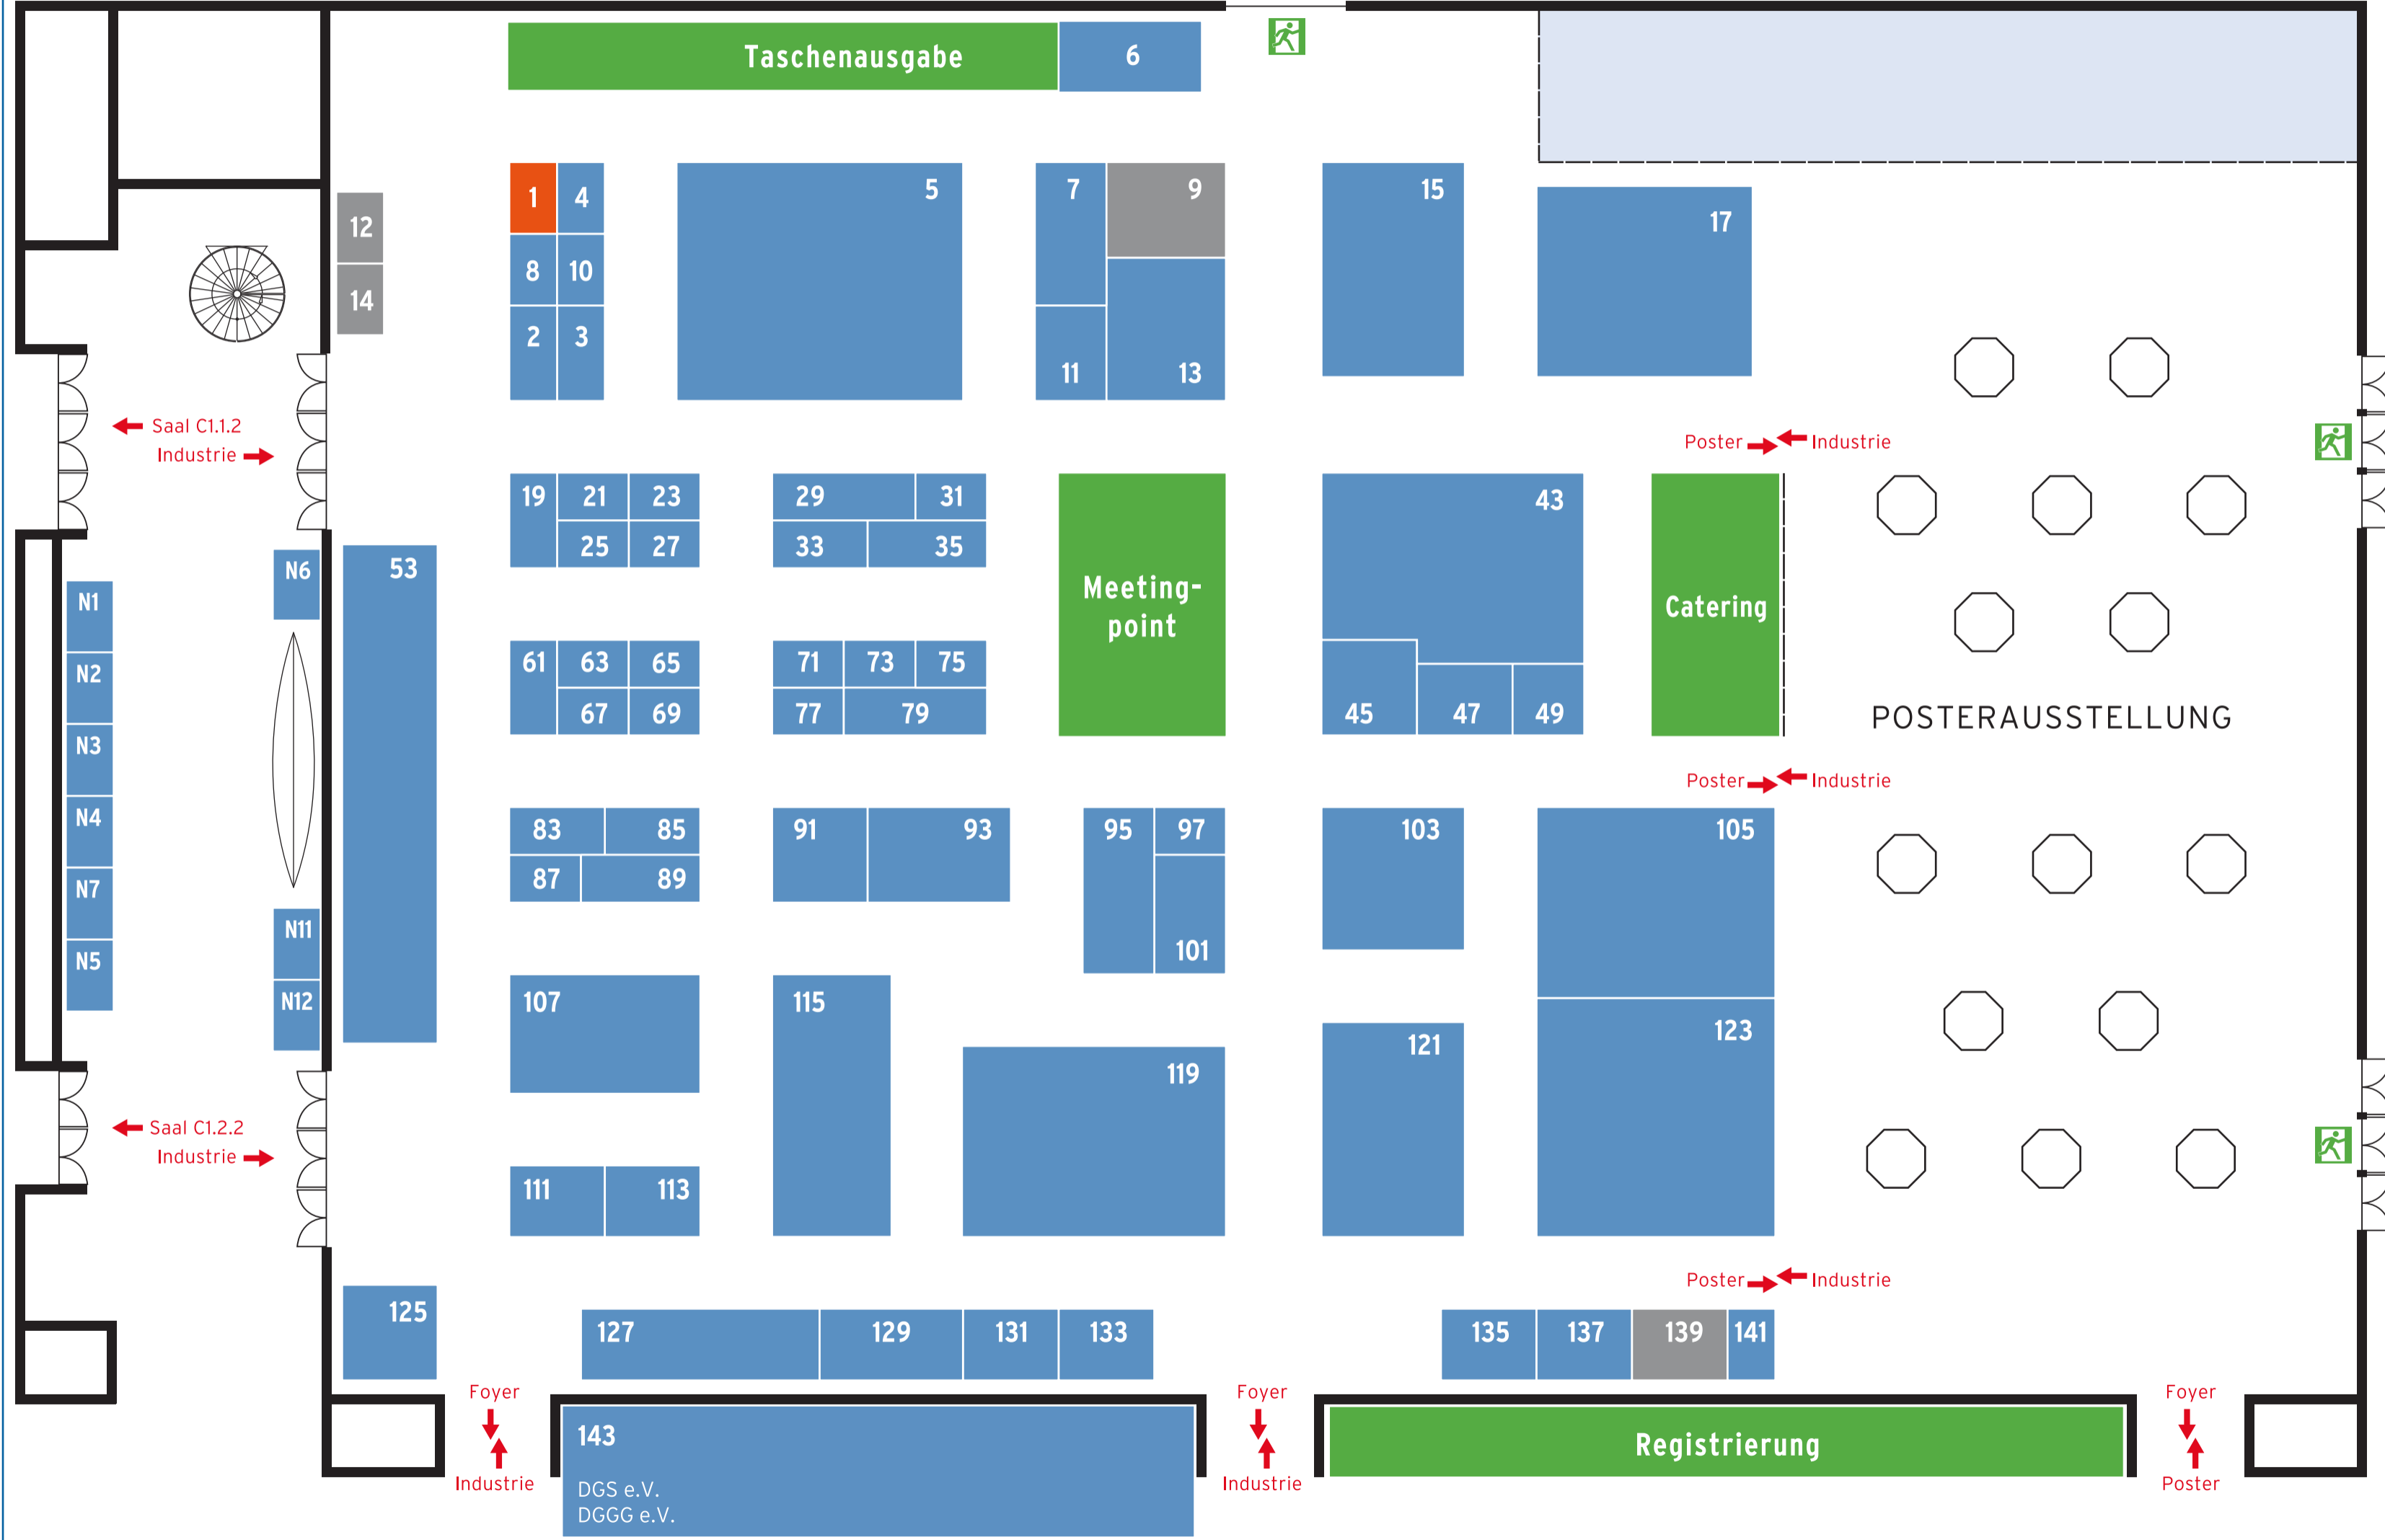 Taschenausgabe
6
1
4
5
7
9
15
17
12
8
10
14
2
3
11
13
Saal C1.1.2
Industrie
Poster
Industrie
19
21
23
29
31
43
25
27
33
35
N6
53
N1
Meeting-
point
Catering
N2
61
63
65
71
73
75
67
69
77
79
45
47
49
POSTERAUSSTELLUNG
N3
Poster
Industrie
N4
83
85
91
93
95
97
103
105
N7
87
89
N11
N5
101
N12
107
115
121
123
119
Saal C1.2.2
Industrie
111
113
Poster
Industrie
125
127
129
131
133
135
137
139
141
Foyer
Foyer
Foyer
143
Registrierung
Industrie
Industrie
Poster
DGS e.V.
DGGG e.V.